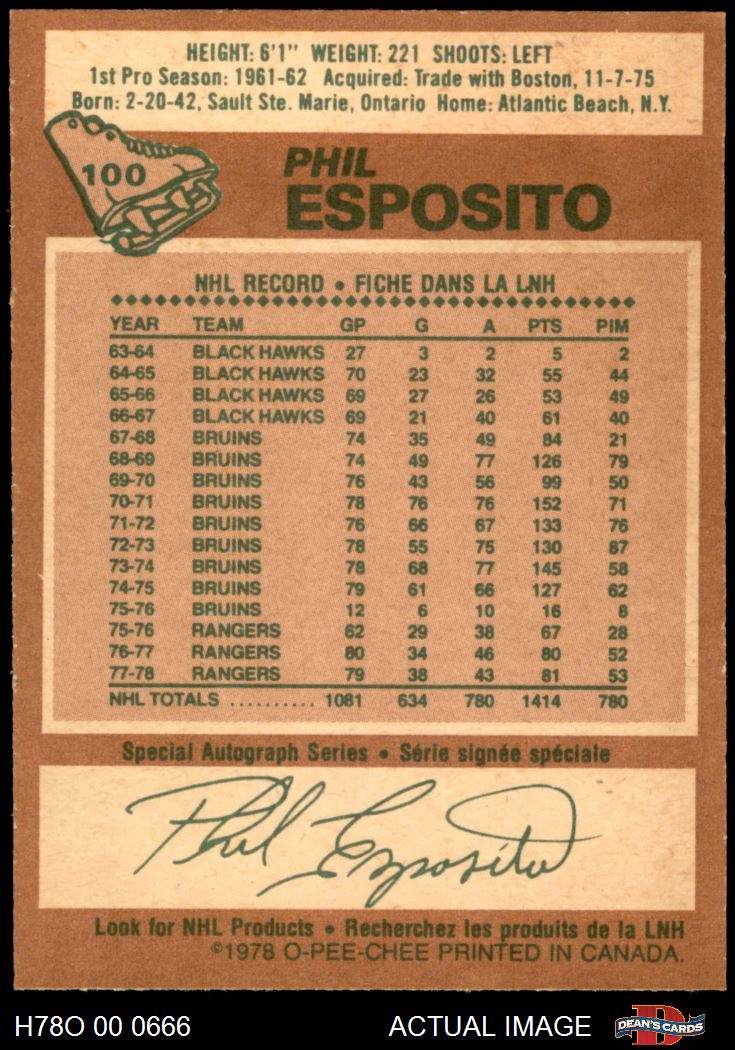 HEIGHT: 6'1" WEIGHT: 221 SHOOTS: LEFT
1st Pro Season: 1961-62 Acquired: Trade with Boston, 11-7-75
Born: 2-20-42, Sault Ste. Marie, Ontario Home: Atlantic Beach, N.Y.
100
PHIL
ESPOSITO
NHL RECORD • FICHE DANS LA LNH
YEAR TEAM GP G A PTS PIM
63-64 BLACK HAWKS 27 3 2 5 2
64-65 BLACK HAWKS 70 23 32 55 44
65-66 BLACK HAWKS 69 27 26 53 49
66-67 BLACK HAWKS 69 21 40 61 40
67-68 BRUINS 74 35 49 84 21
68-69 BRUINS 74 49 77 126 79
69-70 BRUINS 76 43 56 99 50
70-71 BRUINS 78 76 76 152 71
71-72 BRUINS 76 66 67 133 76
72-73 BRUINS 78 55 75 130 87
73-74 BRUINS 78 68 77 145 58
74-75 BRUINS 79 61 66 127 62
75-76 BRUINS 12 6 10 16 8
75-76 RANGERS 62 29 38 67 28
76-77 RANGERS 80 34 46 80 52
77-78 RANGERS 79 38 43 81 53
NHL TOTALS .......... 1081 634 780 1414 780
Special Autograph Series • Série signée spéciale
Phil Esposito
Look for NHL Products • Recherchez les produits de la LNH
©1978 O-PEE-CHEE PRINTED IN CANADA.
H78O 00 0666 ACTUAL IMAGE D DEAN'S CARDS